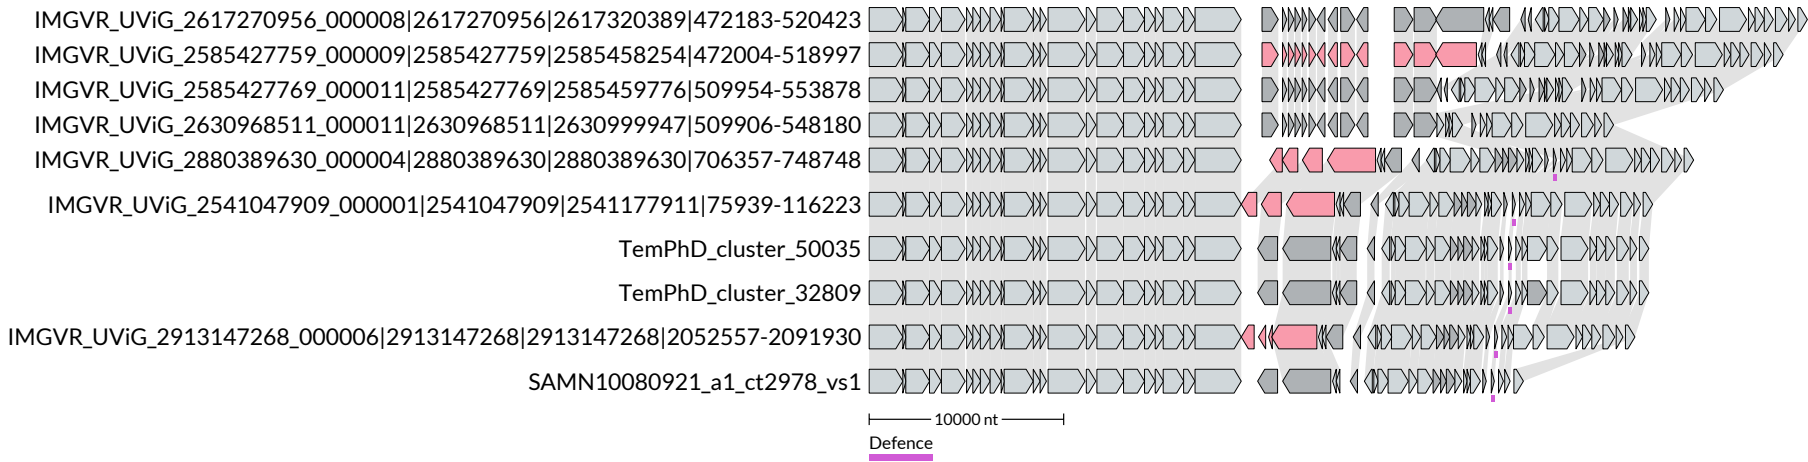 IMGVR_UViG_2617270956_000008|2617270956|2617320389|472183-520423
IMGVR_UViG_2585427759_000009|2585427759|2585458254|472004-518997
IMGVR_UViG_2585427769_000011|2585427769|2585459776|509954-553878
IMGVR_UViG_2630968511_000011|2630968511|2630999947|509906-548180
IMGVR_UViG_2880389630_000004|2880389630|2880389630|706357-748748
IMGVR_UViG_2541047909_000001|2541047909|2541177911|75939-116223
TemPhD_cluster_50035
TemPhD_cluster_32809
IMGVR_UViG_2913147268_000006|2913147268|2913147268|2052557-2091930
SAMN10080921_a1_ct2978_vs1
10000 nt
Defence